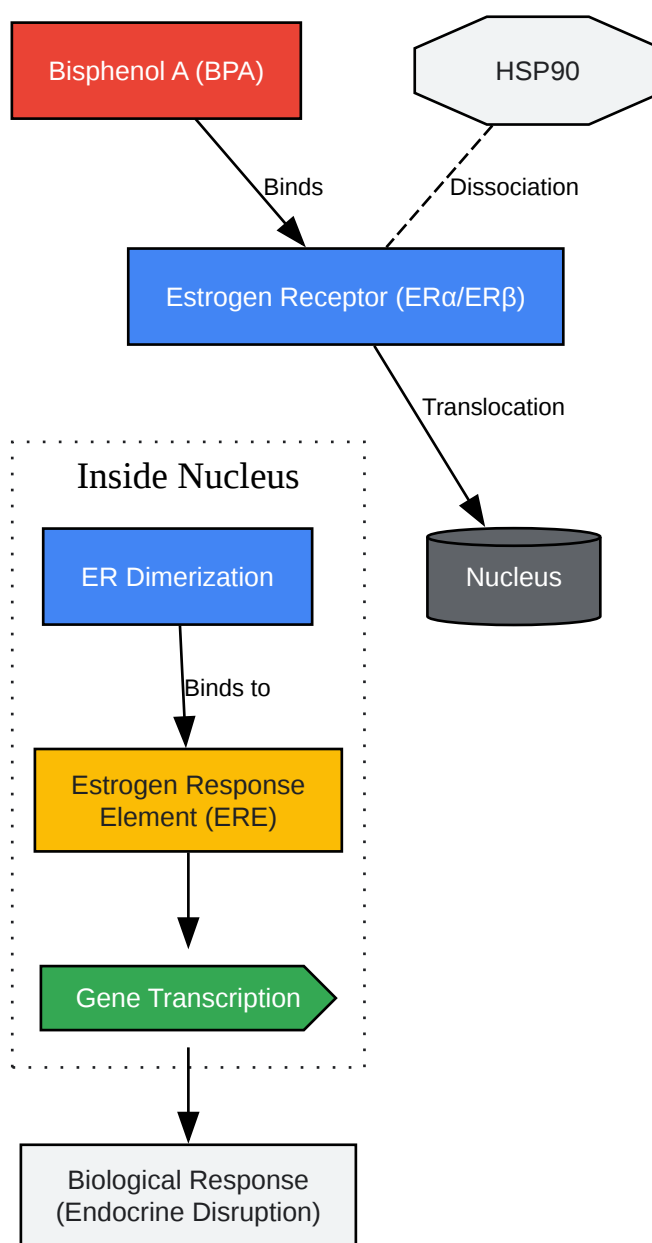 Bisphenol A (BPA)
HSP90
Binds
Dissociation
Estrogen Receptor (ERα/ERβ)
Translocation
Inside Nucleus
ER Dimerization
Nucleus
Binds to
Estrogen Response
Element (ERE)
Gene Transcription
Biological Response
(Endocrine Disruption)